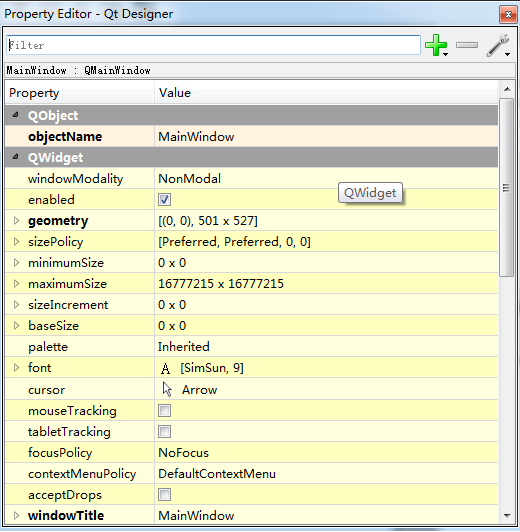 Property Editor - Qt Designer
Filter
MainWindow : QMainWindow
Property Value
QObject
objectName MainWindow
QWidget
windowModality NonModal
QWidget
enabled
geometry [(0, 0), 501 x 527]
sizePolicy [Preferred, Preferred, 0, 0]
minimumSize 0 x 0
maximumSize 16777215 x 16777215
sizeIncrement 0 x 0
baseSize 0 x 0
palette Inherited
font A [SimSun, 9]
cursor Arrow
mouseTracking
tabletTracking
focusPolicy NoFocus
contextMenuPolicy DefaultContextMenu
acceptDrops
windowTitle MainWindow